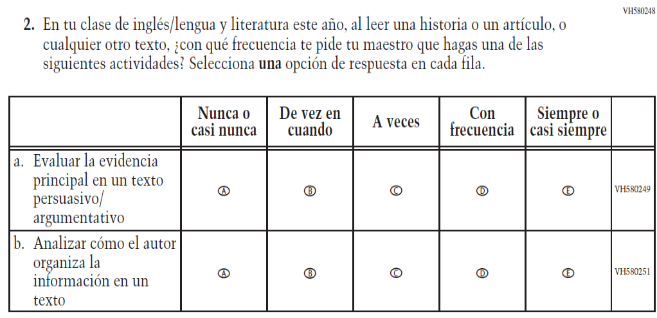 VH580248
2. En tu clase de inglés/lengua y literatura este año, al leer una historia o un artículo, o
cualquier otro texto, ¿con qué frecuencia te pide tu maestro que hagas una de las
siguientes actividades? Selecciona una opción de respuesta en cada fila.
Nunca o
casi nunca
De vez en
cuando
A veces
Con
frecuencia
Siempre o
casi siempre
a. Evaluar la evidencia
principal en un texto
persuasivo/
argumentativo
A B C D E VH580249
b. Analizar cómo el autor
organiza la
información en un
texto
A B C D E VH580251